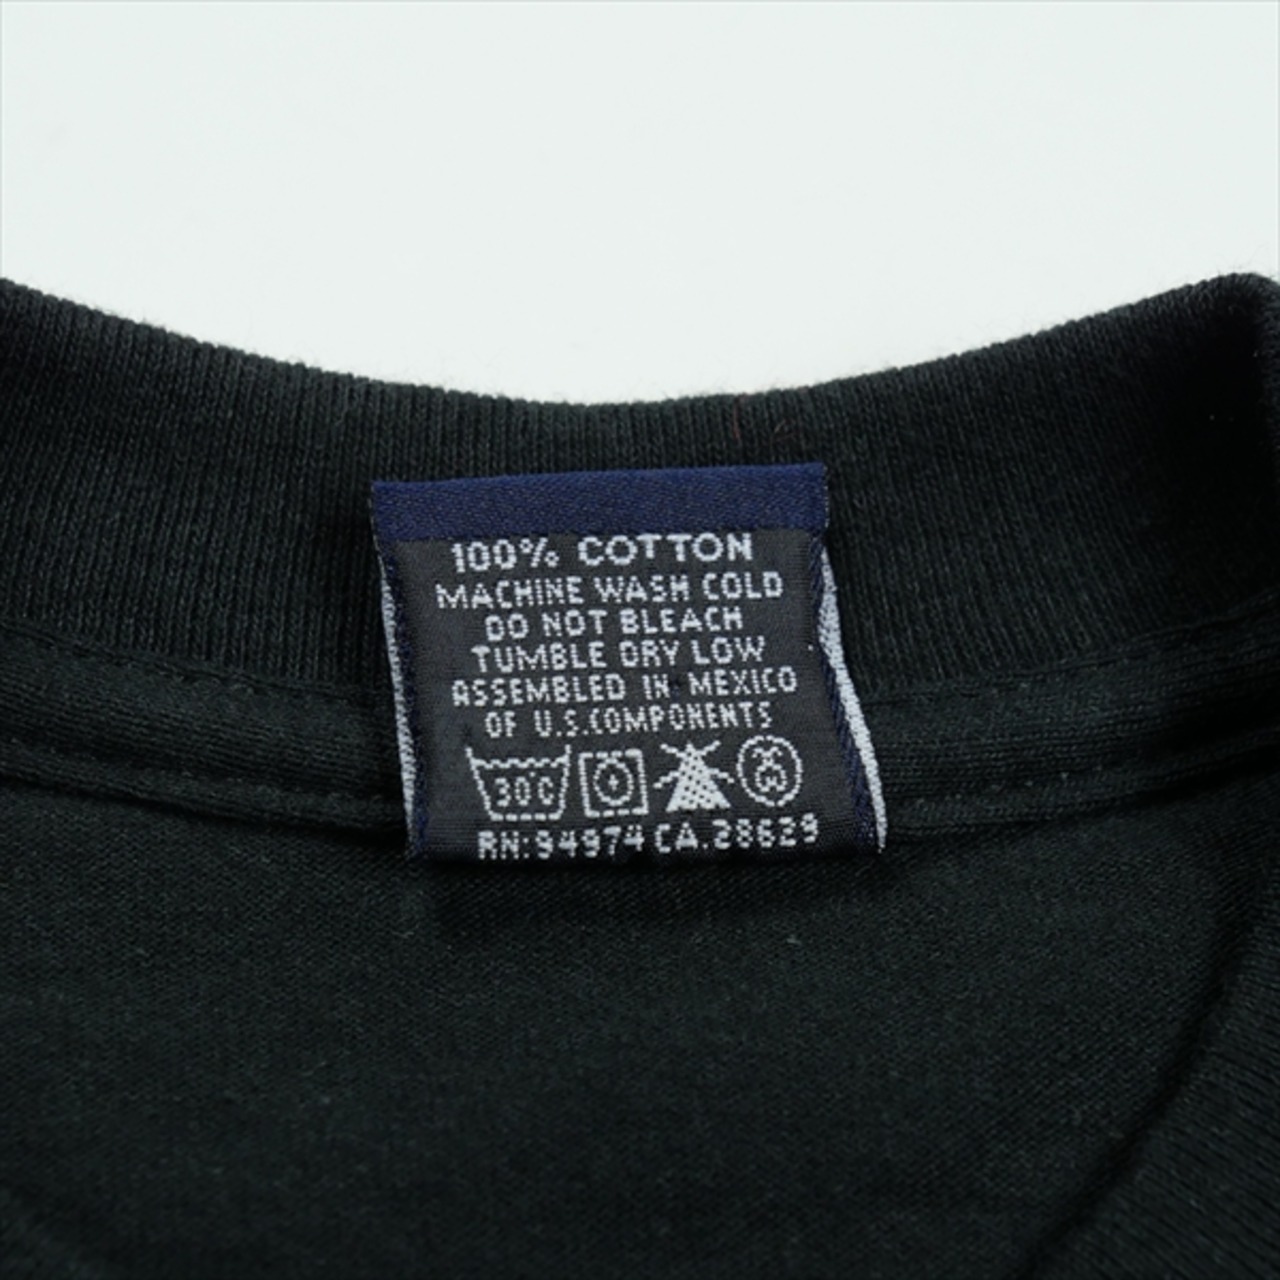 100% COTTON
MACHINE WASH COLD
DO NOT BLEACH
TUMBLE DRY LOW
ASSEMBLED IN MEXICO
OF U.S.COMPONENTS
30C
RN:94974 CA.28629